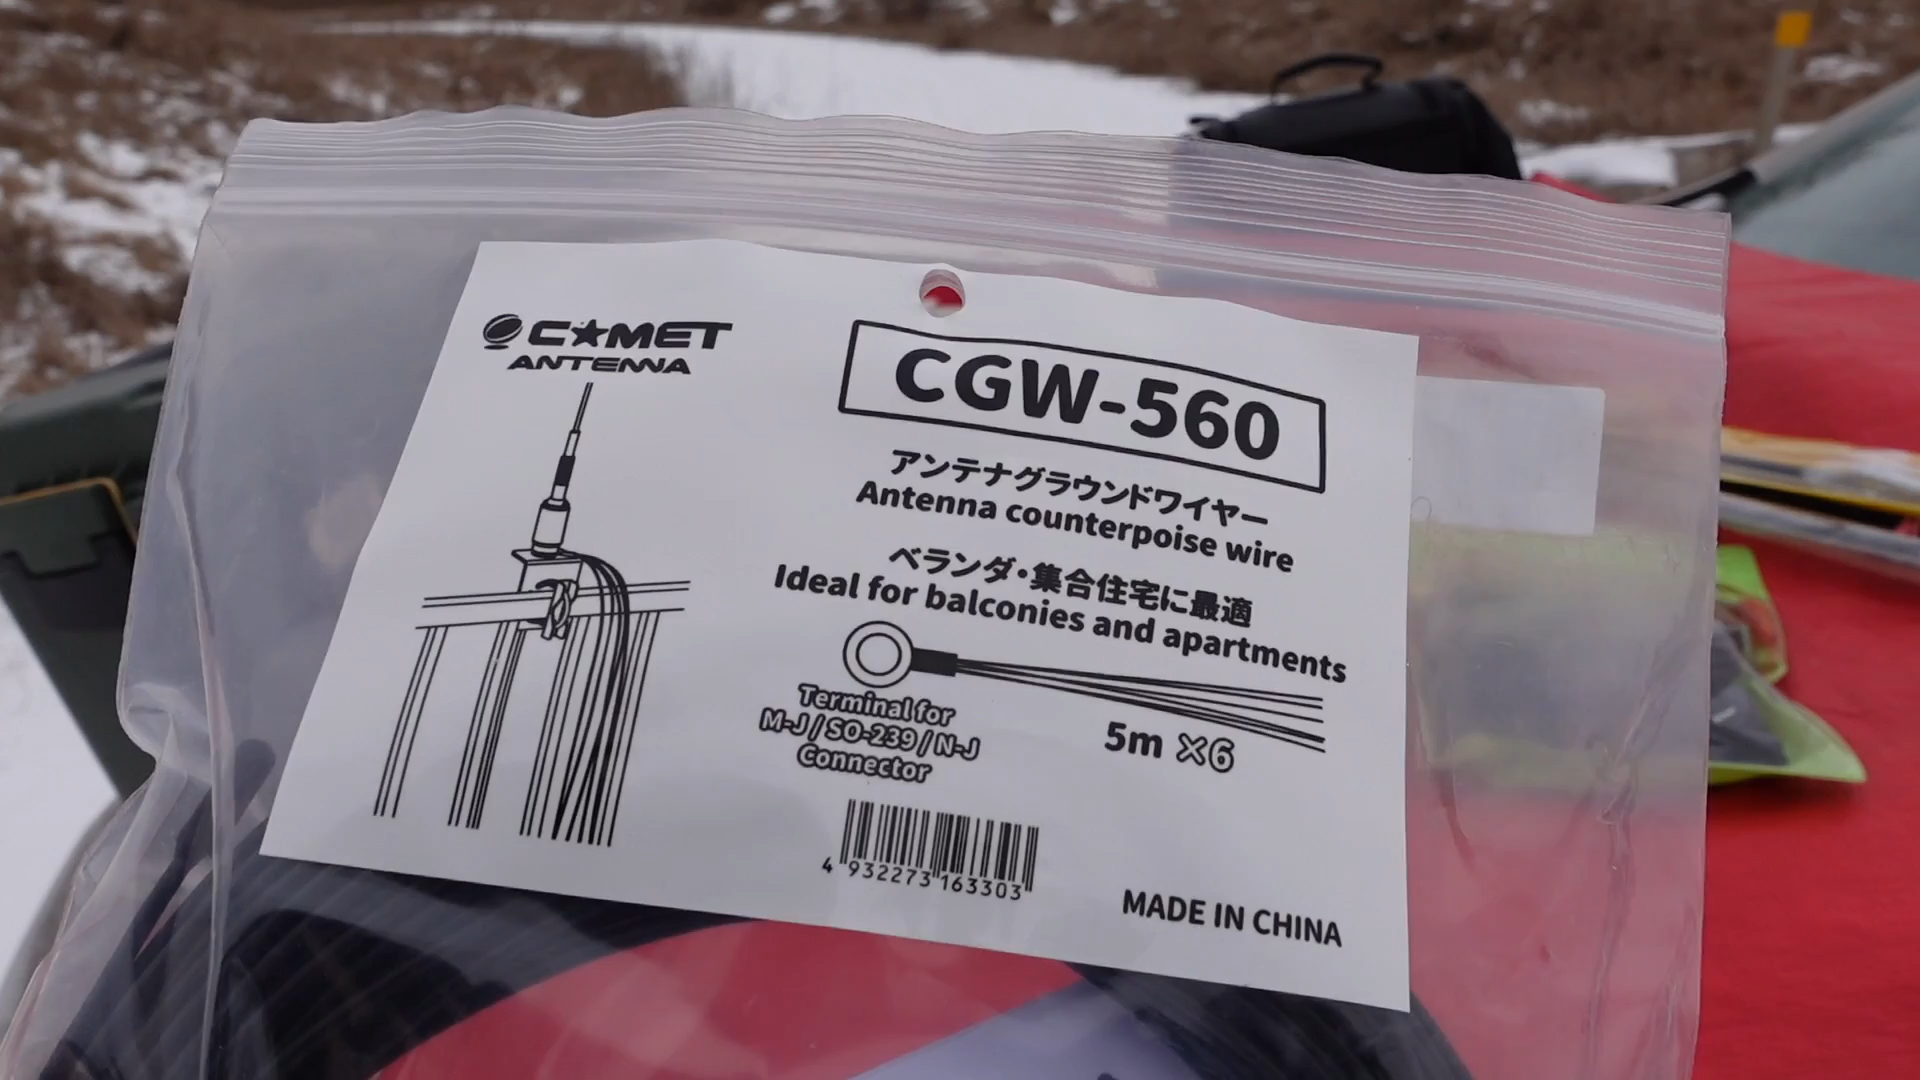 COMET
ANTENNA
CGW-560
アンテナグラウンドワイヤー
Antenna counterpoise wire
ベランダ・集合住宅に最適
Ideal for balconies and apartments
Terminal for
M-J / SO-239 / N-J
Connector
5m ×6
4 932273 163303
MADE IN CHINA